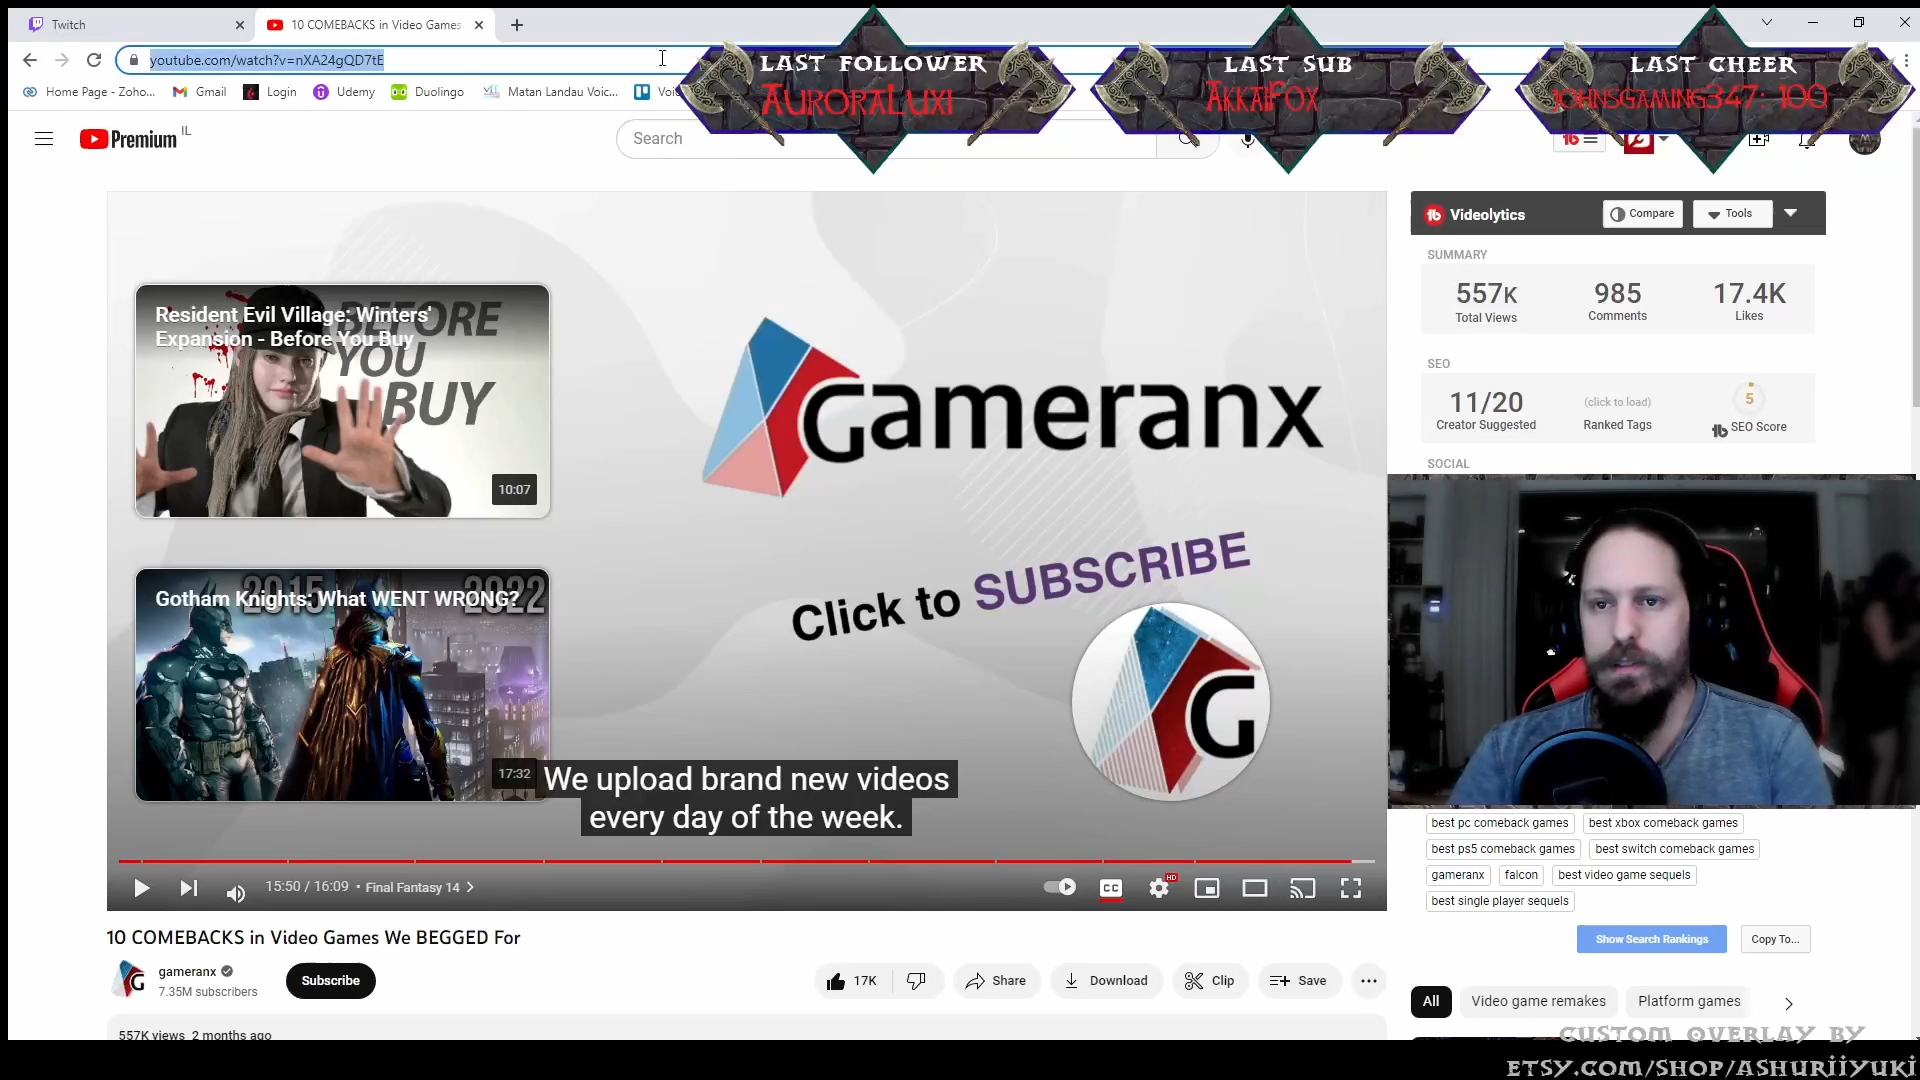 Twitch
10 COMEBACKS in Video Games
youtube.com/watch?v=nXA24gQD7tE
LAST FOLLOWER
AuroraLuxi
LAST SUB
AkkaiFox
LAST CHEER
johnsgaming347: 100
Home Page - Zoho...
Gmail
Login
Udemy
Duolingo
Matan Landau Voic...
Premium IL
Search
Videolytics
Compare
Tools
SUMMARY
557K
Total Views
985
Comments
17.4K
Likes
SEO
11/20
Creator Suggested
(click to load)
Ranked Tags
5
SEO Score
SOCIAL
Resident Evil Village: Winters'
Expansion - Before You Buy
BEFORE
YOU
BUY
10:07
Gameranx
Click to SUBSCRIBE
G
2015
2022
Gotham Knights: What WENT WRONG?
17:32
We upload brand new videos
every day of the week.
15:50 / 16:09 • Final Fantasy 14
CC
HD
best pc comeback games
best xbox comeback games
best ps5 comeback games
best switch comeback games
gameranx
falcon
best video game sequels
best single player sequels
Show Search Rankings
Copy To...
10 COMEBACKS in Video Games We BEGGED For
gameranx
7.35M subscribers
Subscribe
17K
Share
Download
Clip
Save
557K views 2 months ago
All
Video game remakes
Platform games
CUSTOM OVERLAY BY
ETSY.COM/SHOP/ASHURIIYUKI